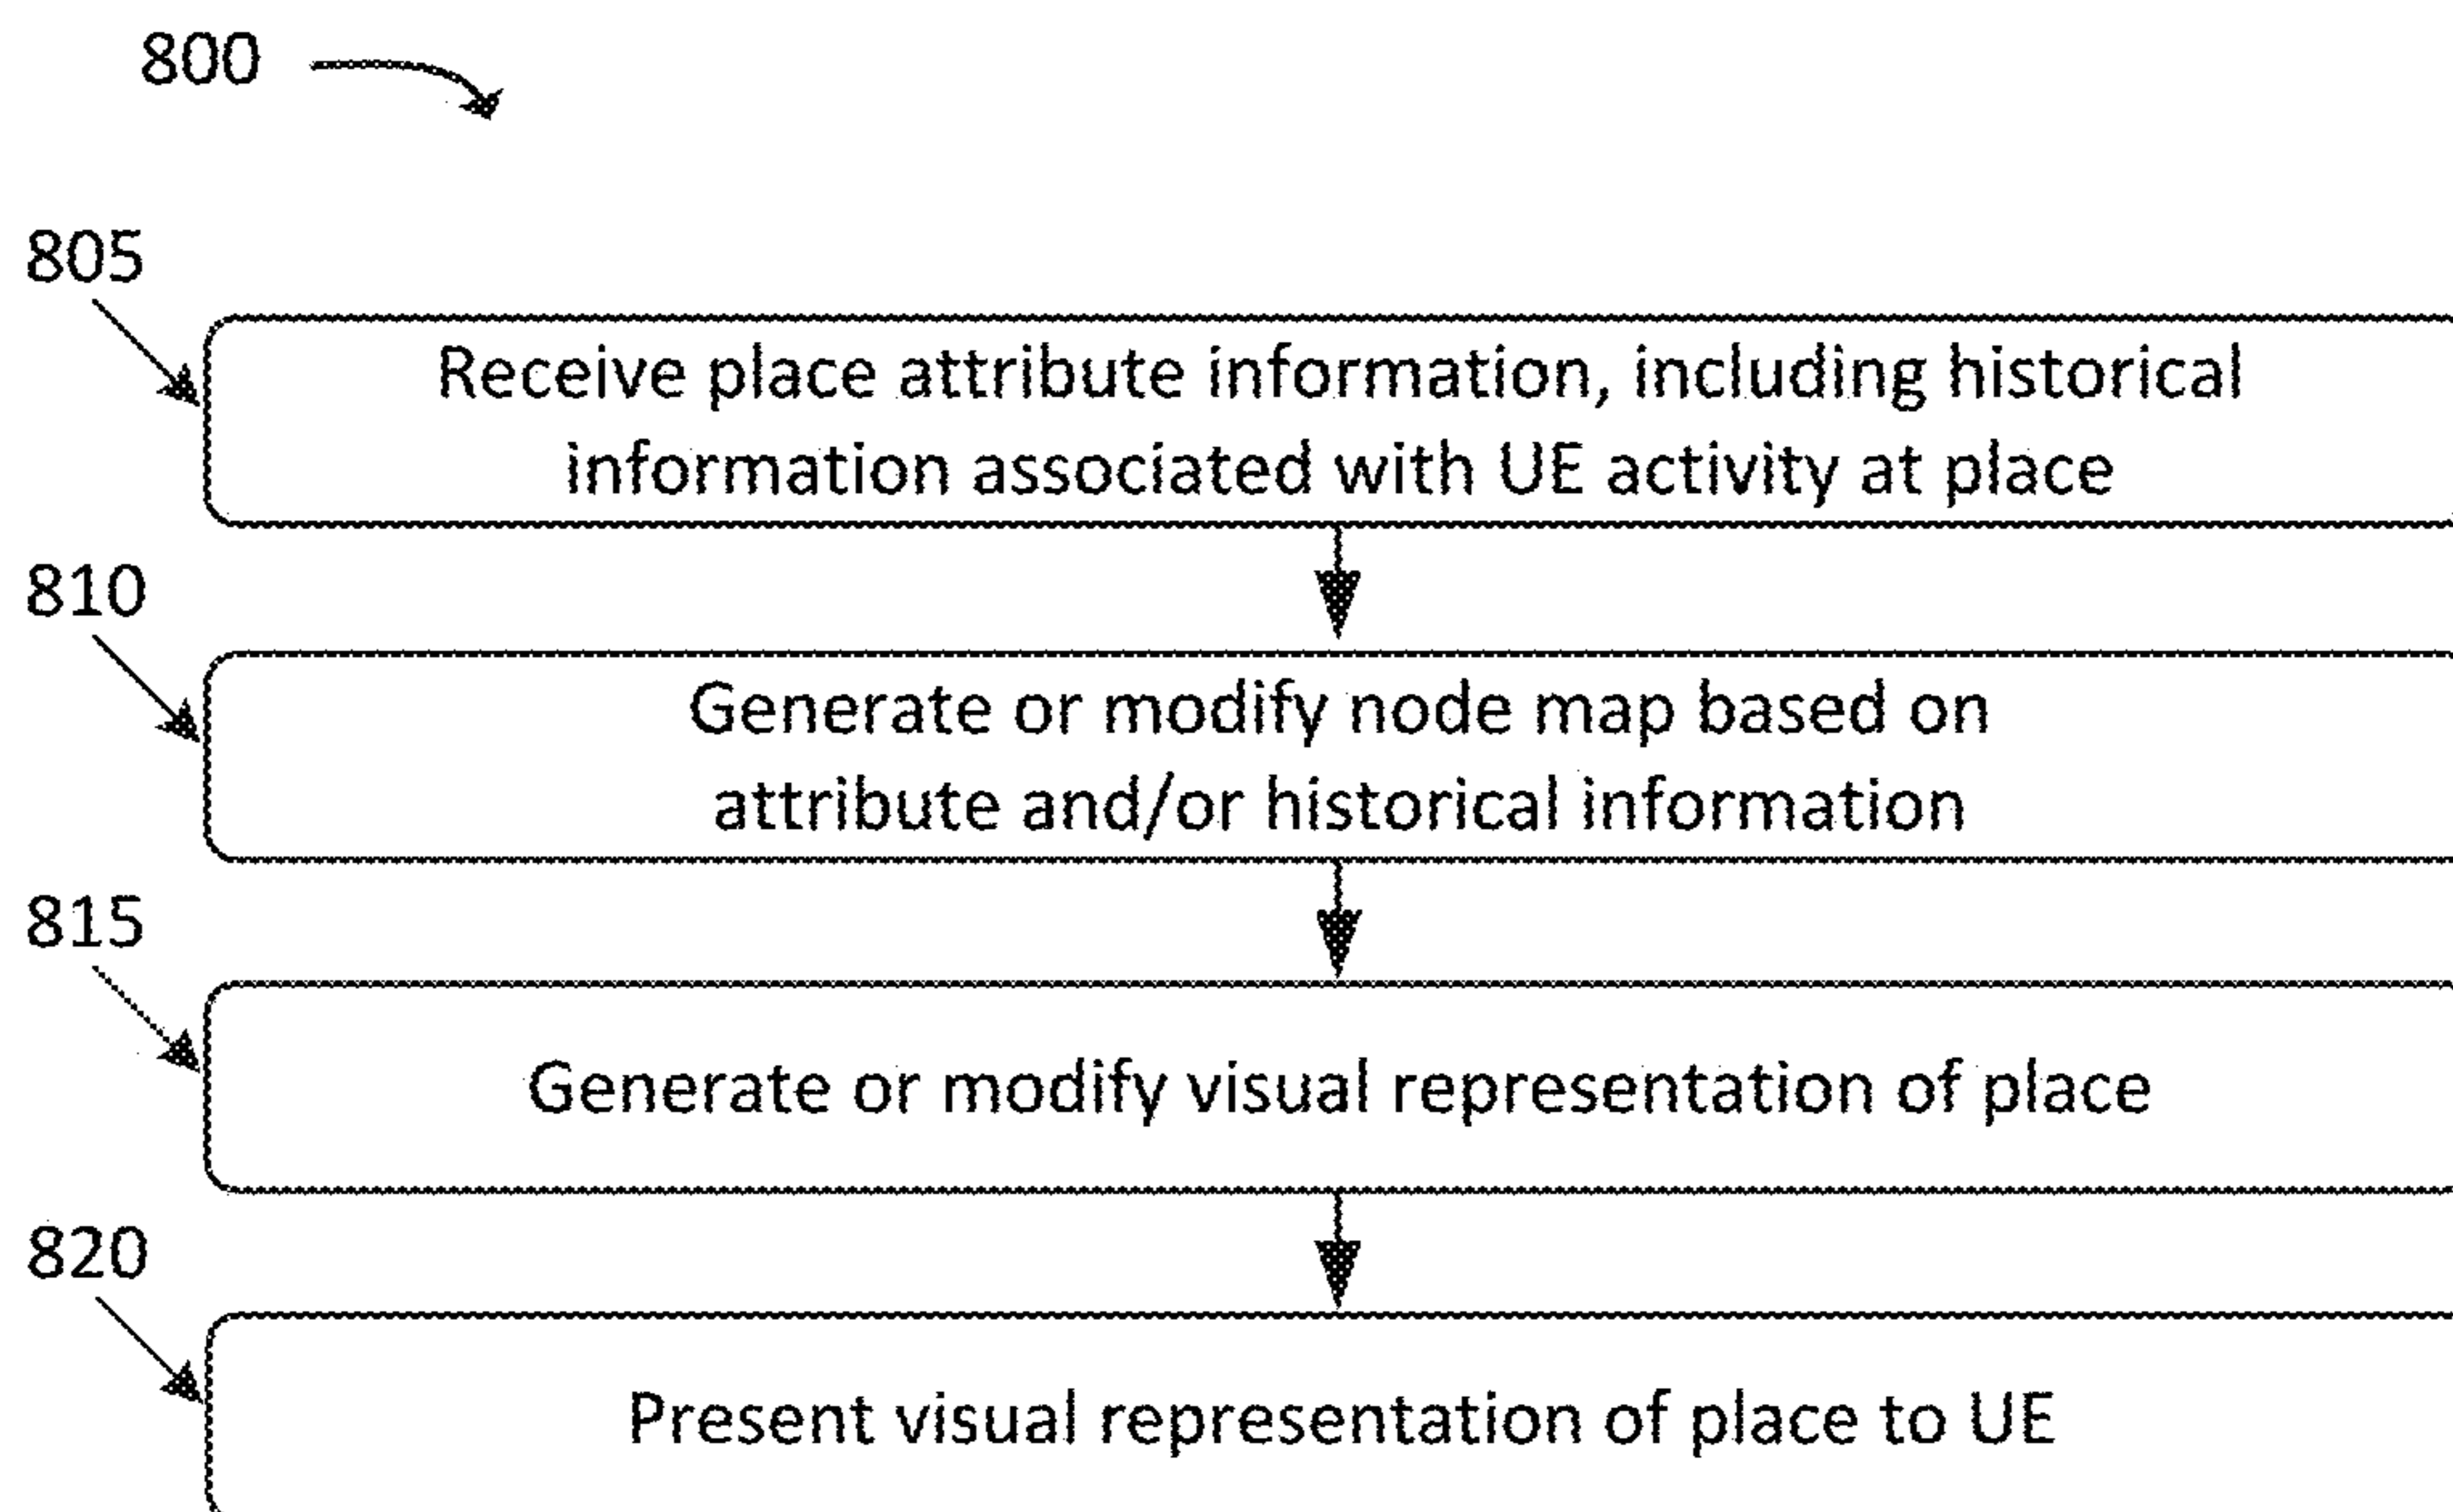 800
805
Receive place attribute information, including historical
information associated with UE activity at place
810
Generate or modify node map based on
attribute and/or historical information
815
Generate or modify visual representation of place
820
Present visual representation of place to UE